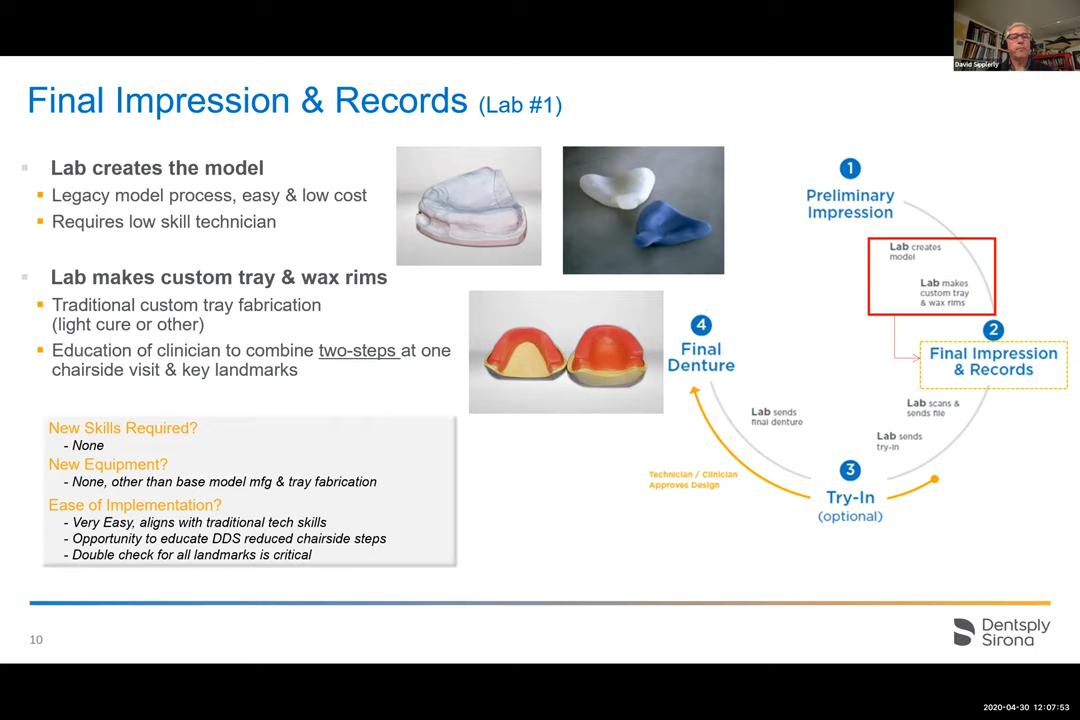 David Sipplerly
Final Impression & Records (Lab #1)
Lab creates the model
Legacy model process, easy & low cost
Requires low skill technician
Lab makes custom tray & wax rims
Traditional custom tray fabrication
(light cure or other)
Education of clinician to combine two-steps at one
chairside visit & key landmarks
New Skills Required?
- None
New Equipment?
- None, other than base model mfg & tray fabrication
Ease of Implementation?
- Very Easy, aligns with traditional tech skills
- Opportunity to educate DDS reduced chairside steps
- Double check for all landmarks is critical
1
Preliminary
Impression
Lab creates
model
Lab makes
custom tray
& wax rims
2
Final Impression
& Records
Lab scans &
sends file
Lab sends
try-in
3
Try-In
(optional)
Technician / Clinician
Approves Design
Lab sends
final denture
4
Final
Denture
10
Dentsply
Sirona
2020-04-30 12:07:53